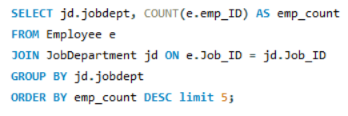 SELECT jd.jobdept, COUNT(e.emp_ID) AS emp_count
FROM Employee e
JOIN JobDepartment jd ON e.Job_ID = jd.Job_ID
GROUP BY jd.jobdept
ORDER BY emp_count DESC limit 5;